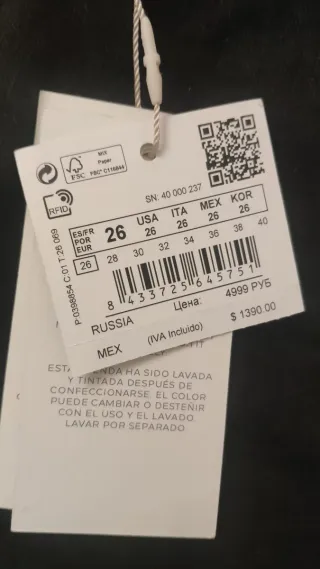 MIX
Paper
FSC
FSC® C116844
RFID
SN: 40 000 237
ES/FR
POR
EUR
26
USA
26
ITA
26
MEX
26
KOR
26
26 28 30 32 34 36 38 40
P:0398854 C:01 T:26 069
8 433725 645751
RUSSIA Цена: 4999 РУБ
MEX (IVA Incluido) $ 1390.00
HA SIDO LAVADA
Y TINTADA DESPUÉS DE
CONFECCIONARSE. EL COLOR
PUEDE CAMBIAR O DESTEÑIR
CON EL USO Y EL LAVADO.
LAVAR POR SEPARADO